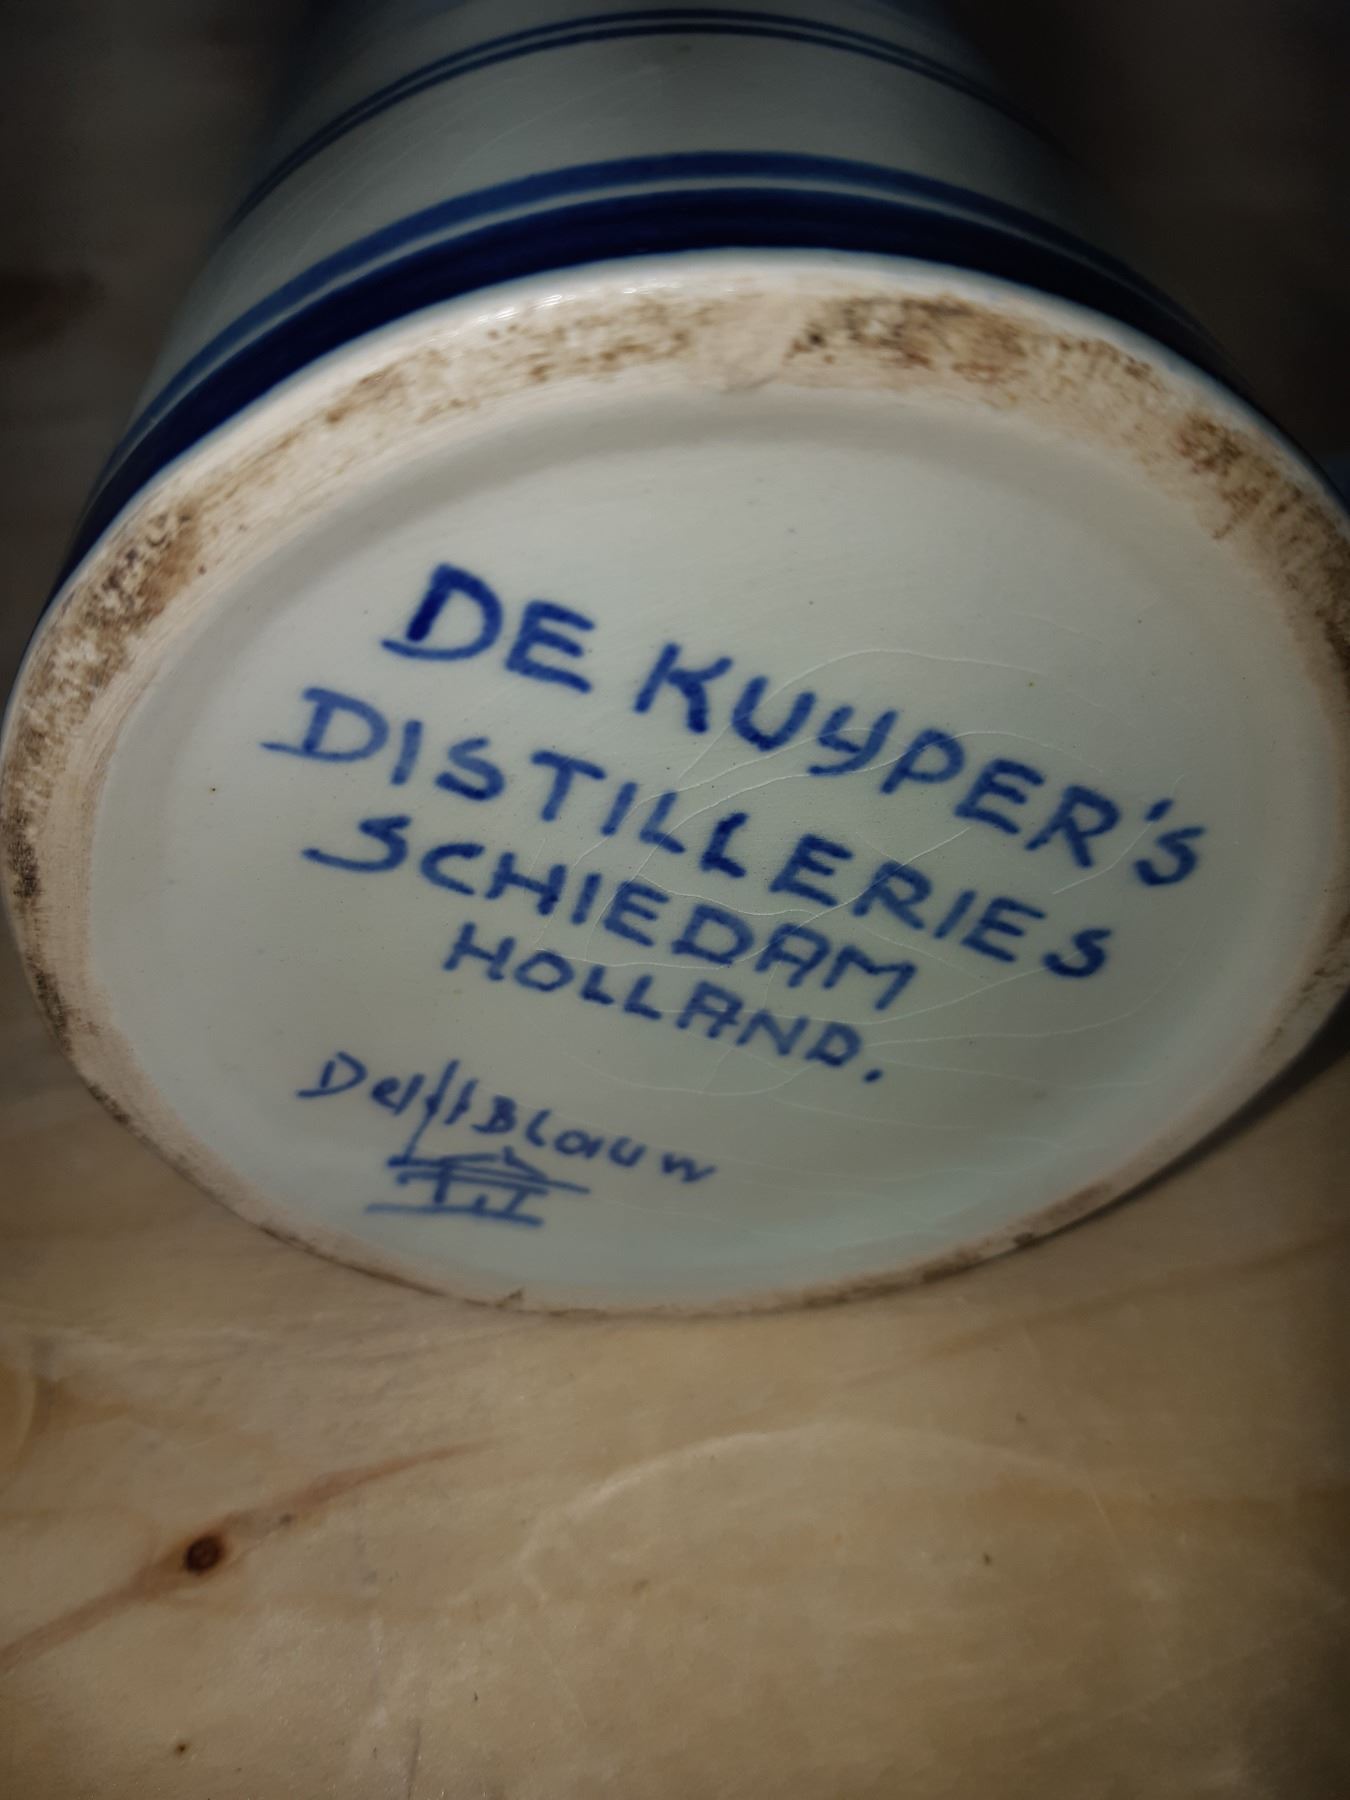 DE KUYPER'S
DISTILLERIES
SCHIEDAM
HOLLAND.
DelftBlauw